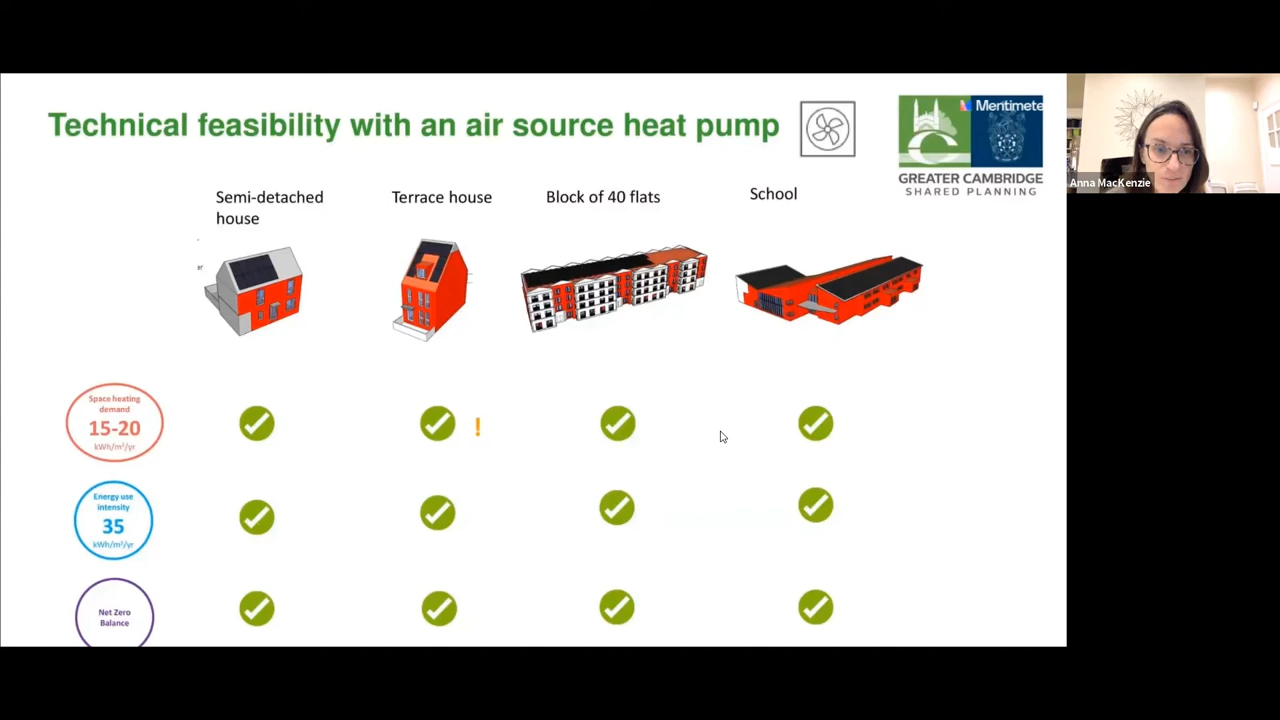 Technical feasibility with an air source heat pump
Mentimete
GREATER CAMBRIDGE
SHARED PLANNING
Anna MacKenzie
Semi-detached
house
Terrace house
Block of 40 flats
School
er
Space heating
demand
15-20
kWh/m²/yr
!
Energy use
intensity
35
kWh/m²/yr
Net Zero
Balance